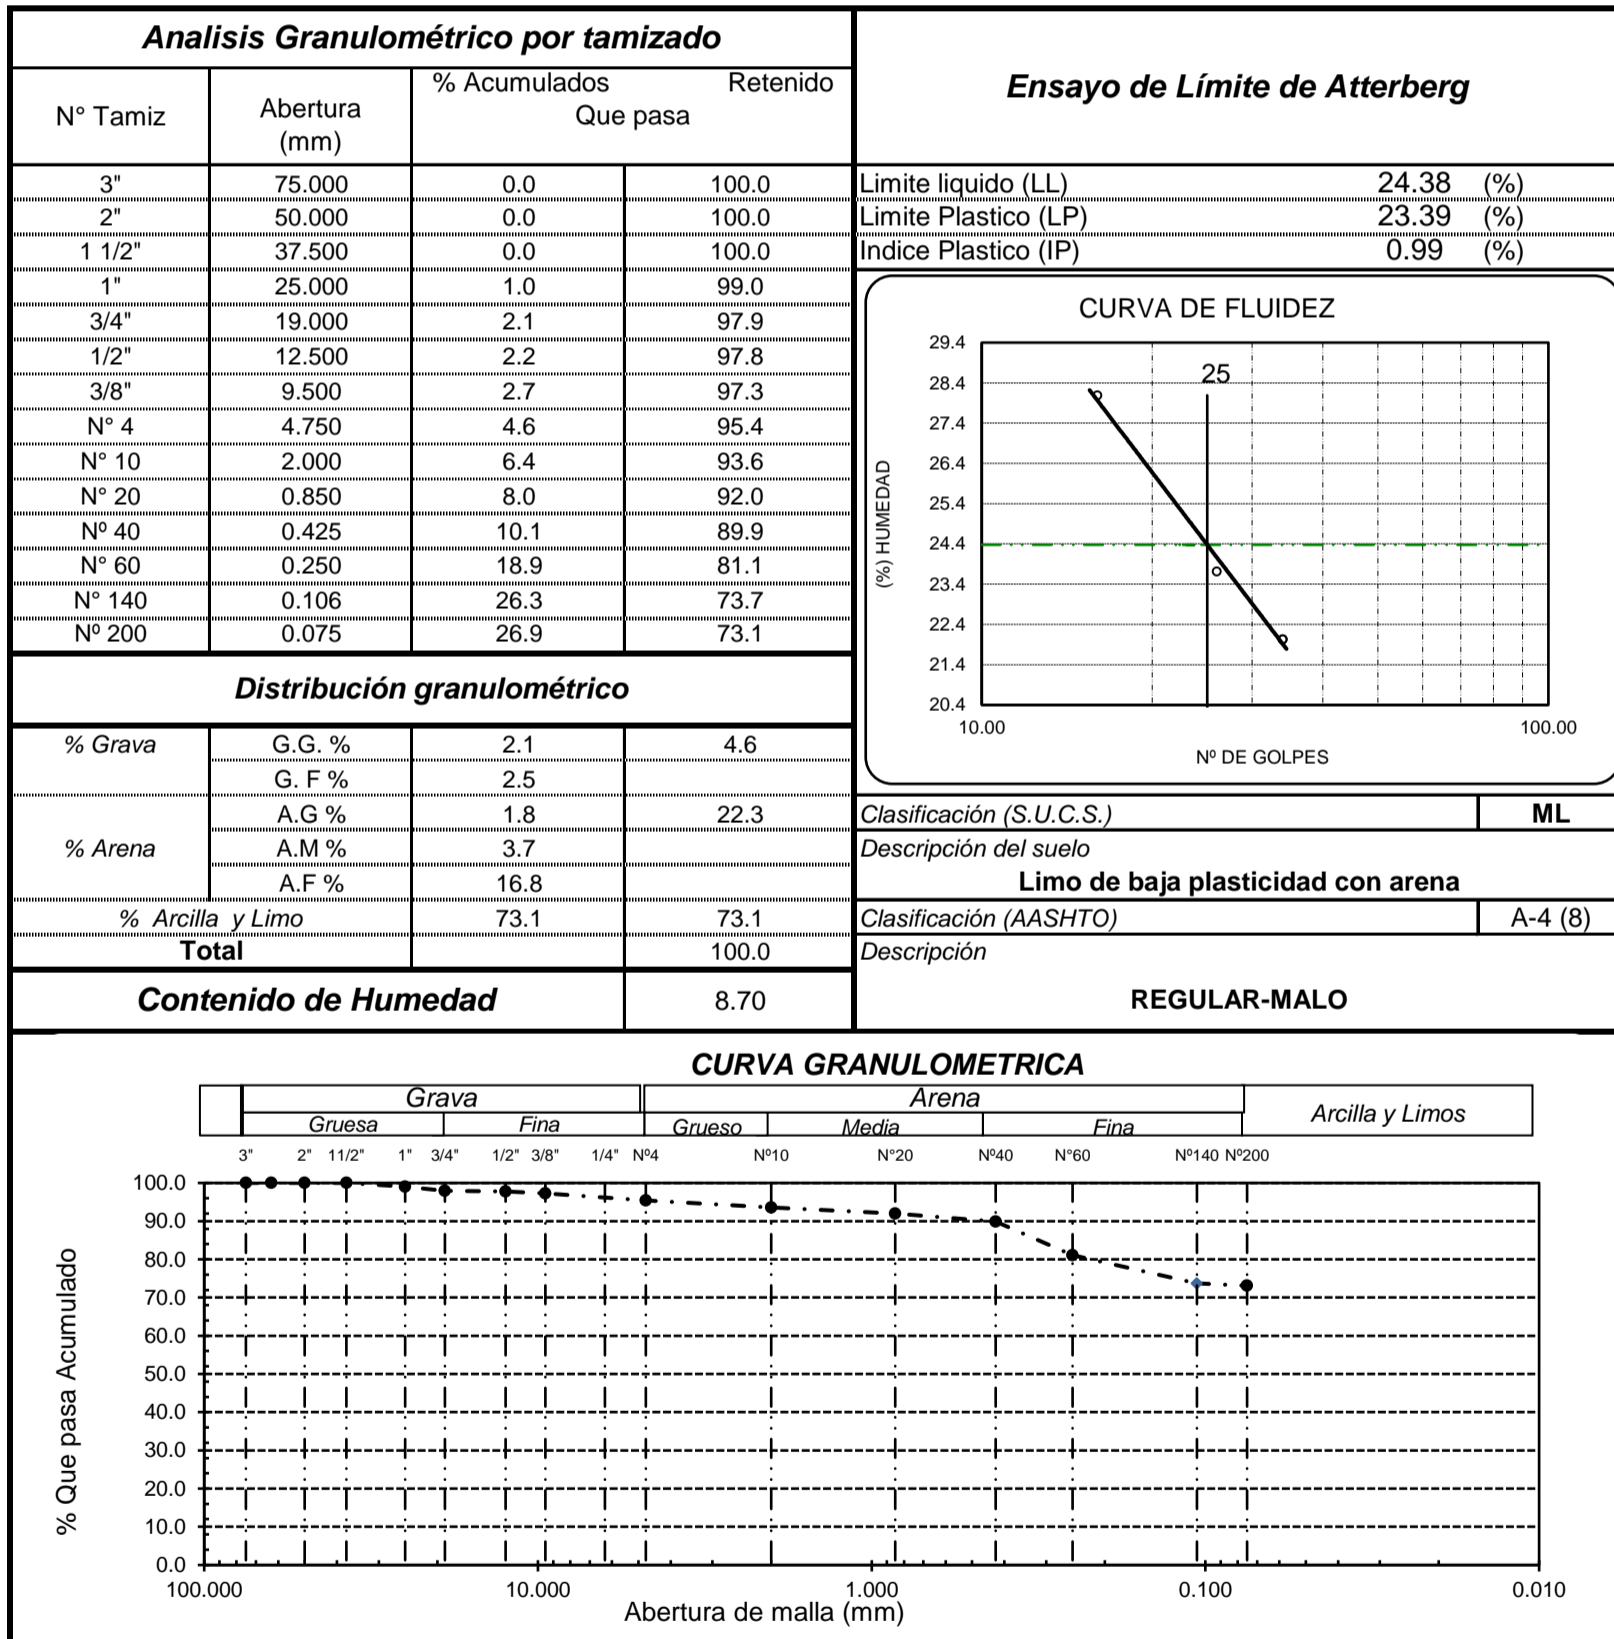 Analisis Granulométrico por tamizado
N° Tamiz
Abertura
(mm)
% Acumulados Retenido
Que pasa
3" 75.000 0.0 100.0
2" 50.000 0.0 100.0
1 1/2" 37.500 0.0 100.0
1" 25.000 1.0 99.0
3/4" 19.000 2.1 97.9
1/2" 12.500 2.2 97.8
3/8" 9.500 2.7 97.3
N° 4 4.750 4.6 95.4
N° 10 2.000 6.4 93.6
N° 20 0.850 8.0 92.0
Nº 40 0.425 10.1 89.9
N° 60 0.250 18.9 81.1
N° 140 0.106 26.3 73.7
Nº 200 0.075 26.9 73.1
Distribución granulométrico
% Grava G.G. % 2.1 4.6
G. F % 2.5
A.G % 1.8 22.3
% Arena A.M % 3.7
A.F % 16.8
% Arcilla y Limo 73.1 73.1
Total 100.0
Contenido de Humedad 8.70
Ensayo de Límite de Atterberg
Limite liquido (LL) 24.38 (%)
Limite Plastico (LP) 23.39 (%)
Indice Plastico (IP) 0.99 (%)
CURVA DE FLUIDEZ
25
(%) HUMEDAD
29.4
28.4
27.4
26.4
25.4
24.4
23.4
22.4
21.4
20.4
10.00 100.00
Nº DE GOLPES
Clasificación (S.U.C.S.) ML
Descripción del suelo
Limo de baja plasticidad con arena
Clasificación (AASHTO) A-4 (8)
Descripción
REGULAR-MALO
CURVA GRANULOMETRICA
Grava Arena Arcilla y Limos
Gruesa Fina Grueso Media Fina
3" 2" 11/2" 1" 3/4" 1/2" 3/8" 1/4" Nº4 Nº10 N°20 Nº40 N°60 N°140 Nº200
% Que pasa Acumulado
100.0
90.0
80.0
70.0
60.0
50.0
40.0
30.0
20.0
10.0
0.0
100.000 10.000 1.000 0.100 0.010
Abertura de malla (mm)